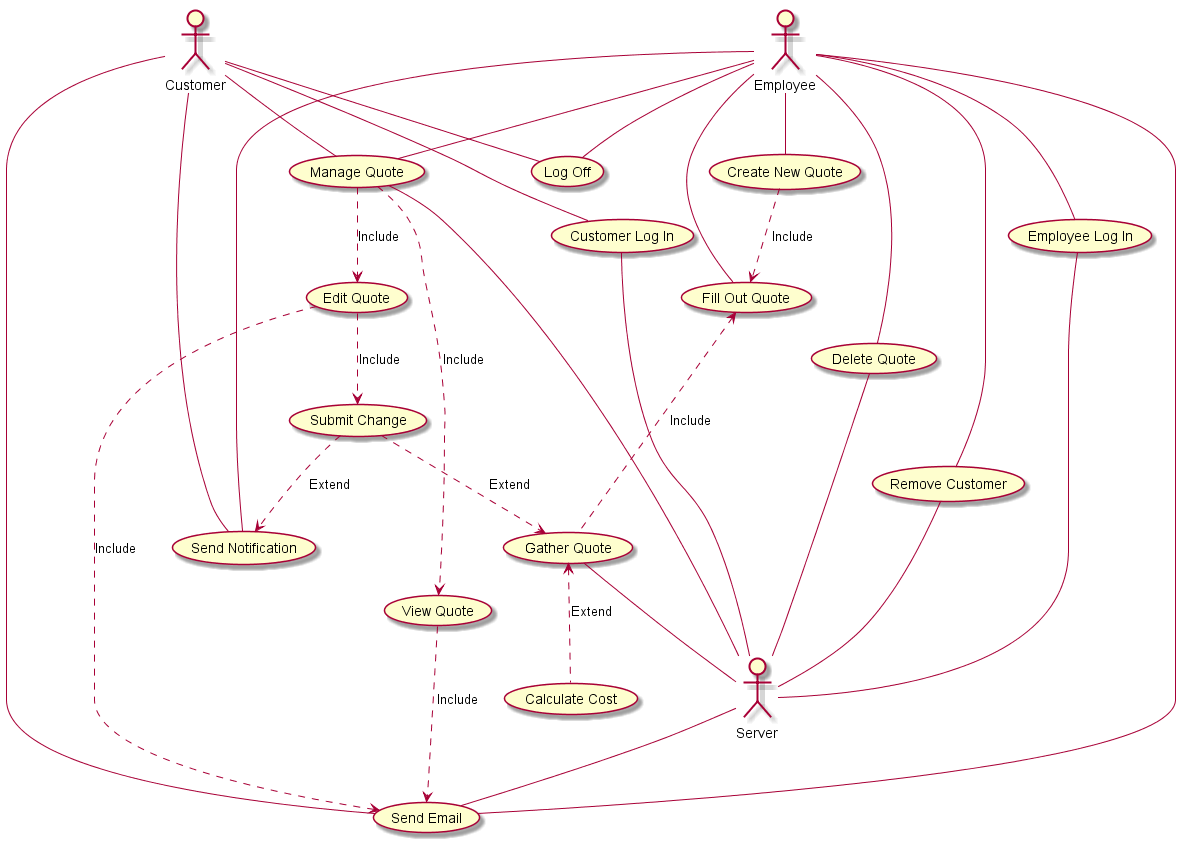 Customer
Employee
Manage Quote
Log Off
Create New Quote
Include
Customer Log In
Include
Employee Log In
Edit Quote
Fill Out Quote
Include
Include
Delete Quote
Submit Change
Include
Extend
Extend
Remove Customer
Include
Send Notification
Gather Quote
View Quote
Extend
Include
Calculate Cost
Server
Send Email